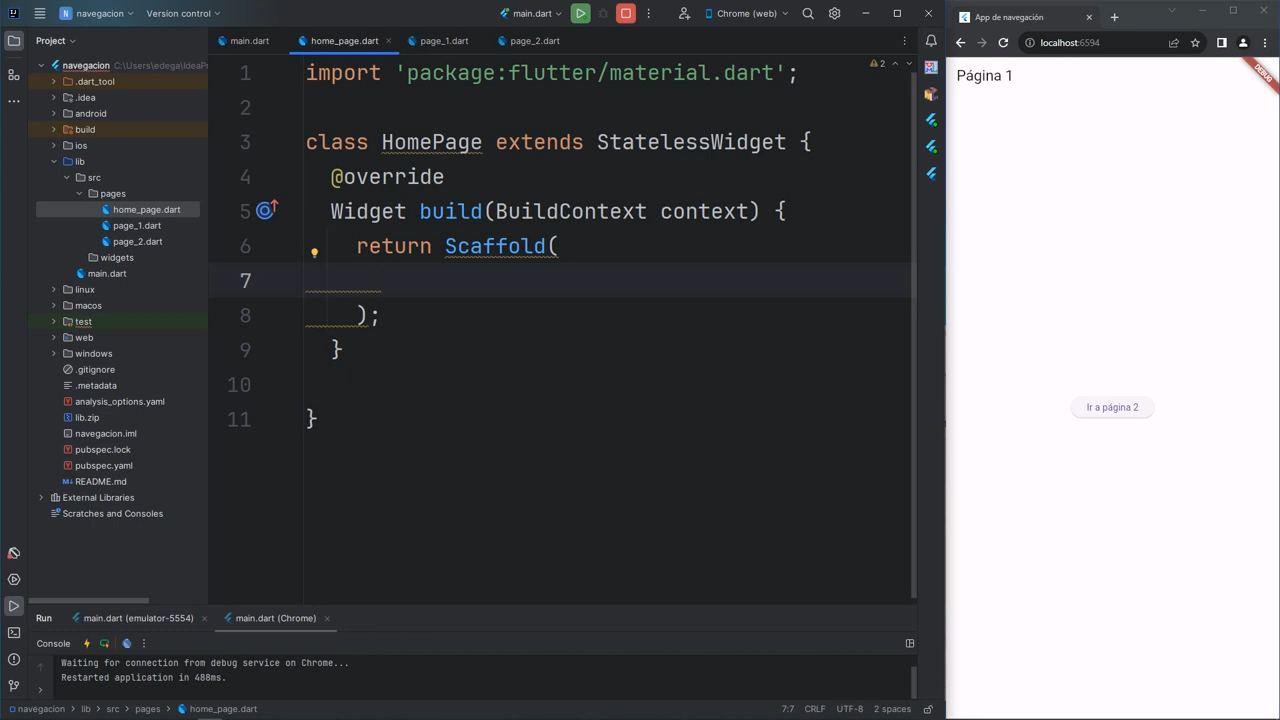 navegacion
Version control
main.dart
Chrome (web)
Project
main.dart
home_page.dart
page_1.dart
page_2.dart
navegacion C:\Users\edega\IdeaPr
.dart_tool
.idea
android
build
ios
lib
src
pages
home_page.dart
page_1.dart
page_2.dart
widgets
main.dart
linux
macos
test
web
windows
.gitignore
.metadata
analysis_options.yaml
lib.zip
navegacion.iml
pubspec.lock
pubspec.yaml
README.md
External Libraries
Scratches and Consoles
2
1 import 'package:flutter/material.dart';
2
3 class HomePage extends StatelessWidget {
4 @override
5 Widget build(BuildContext context) {
6 return Scaffold(
7
8 );
9 }
10
11 }
Run
main.dart (emulator-5554)
main.dart (Chrome)
Console
Waiting for connection from debug service on Chrome...
Restarted application in 488ms.
navegacion > lib > src > pages > home_page.dart
7:7 CRLF UTF-8 2 spaces
App de navegación
localhost:6594
Página 1
DEBUG
Ir a página 2